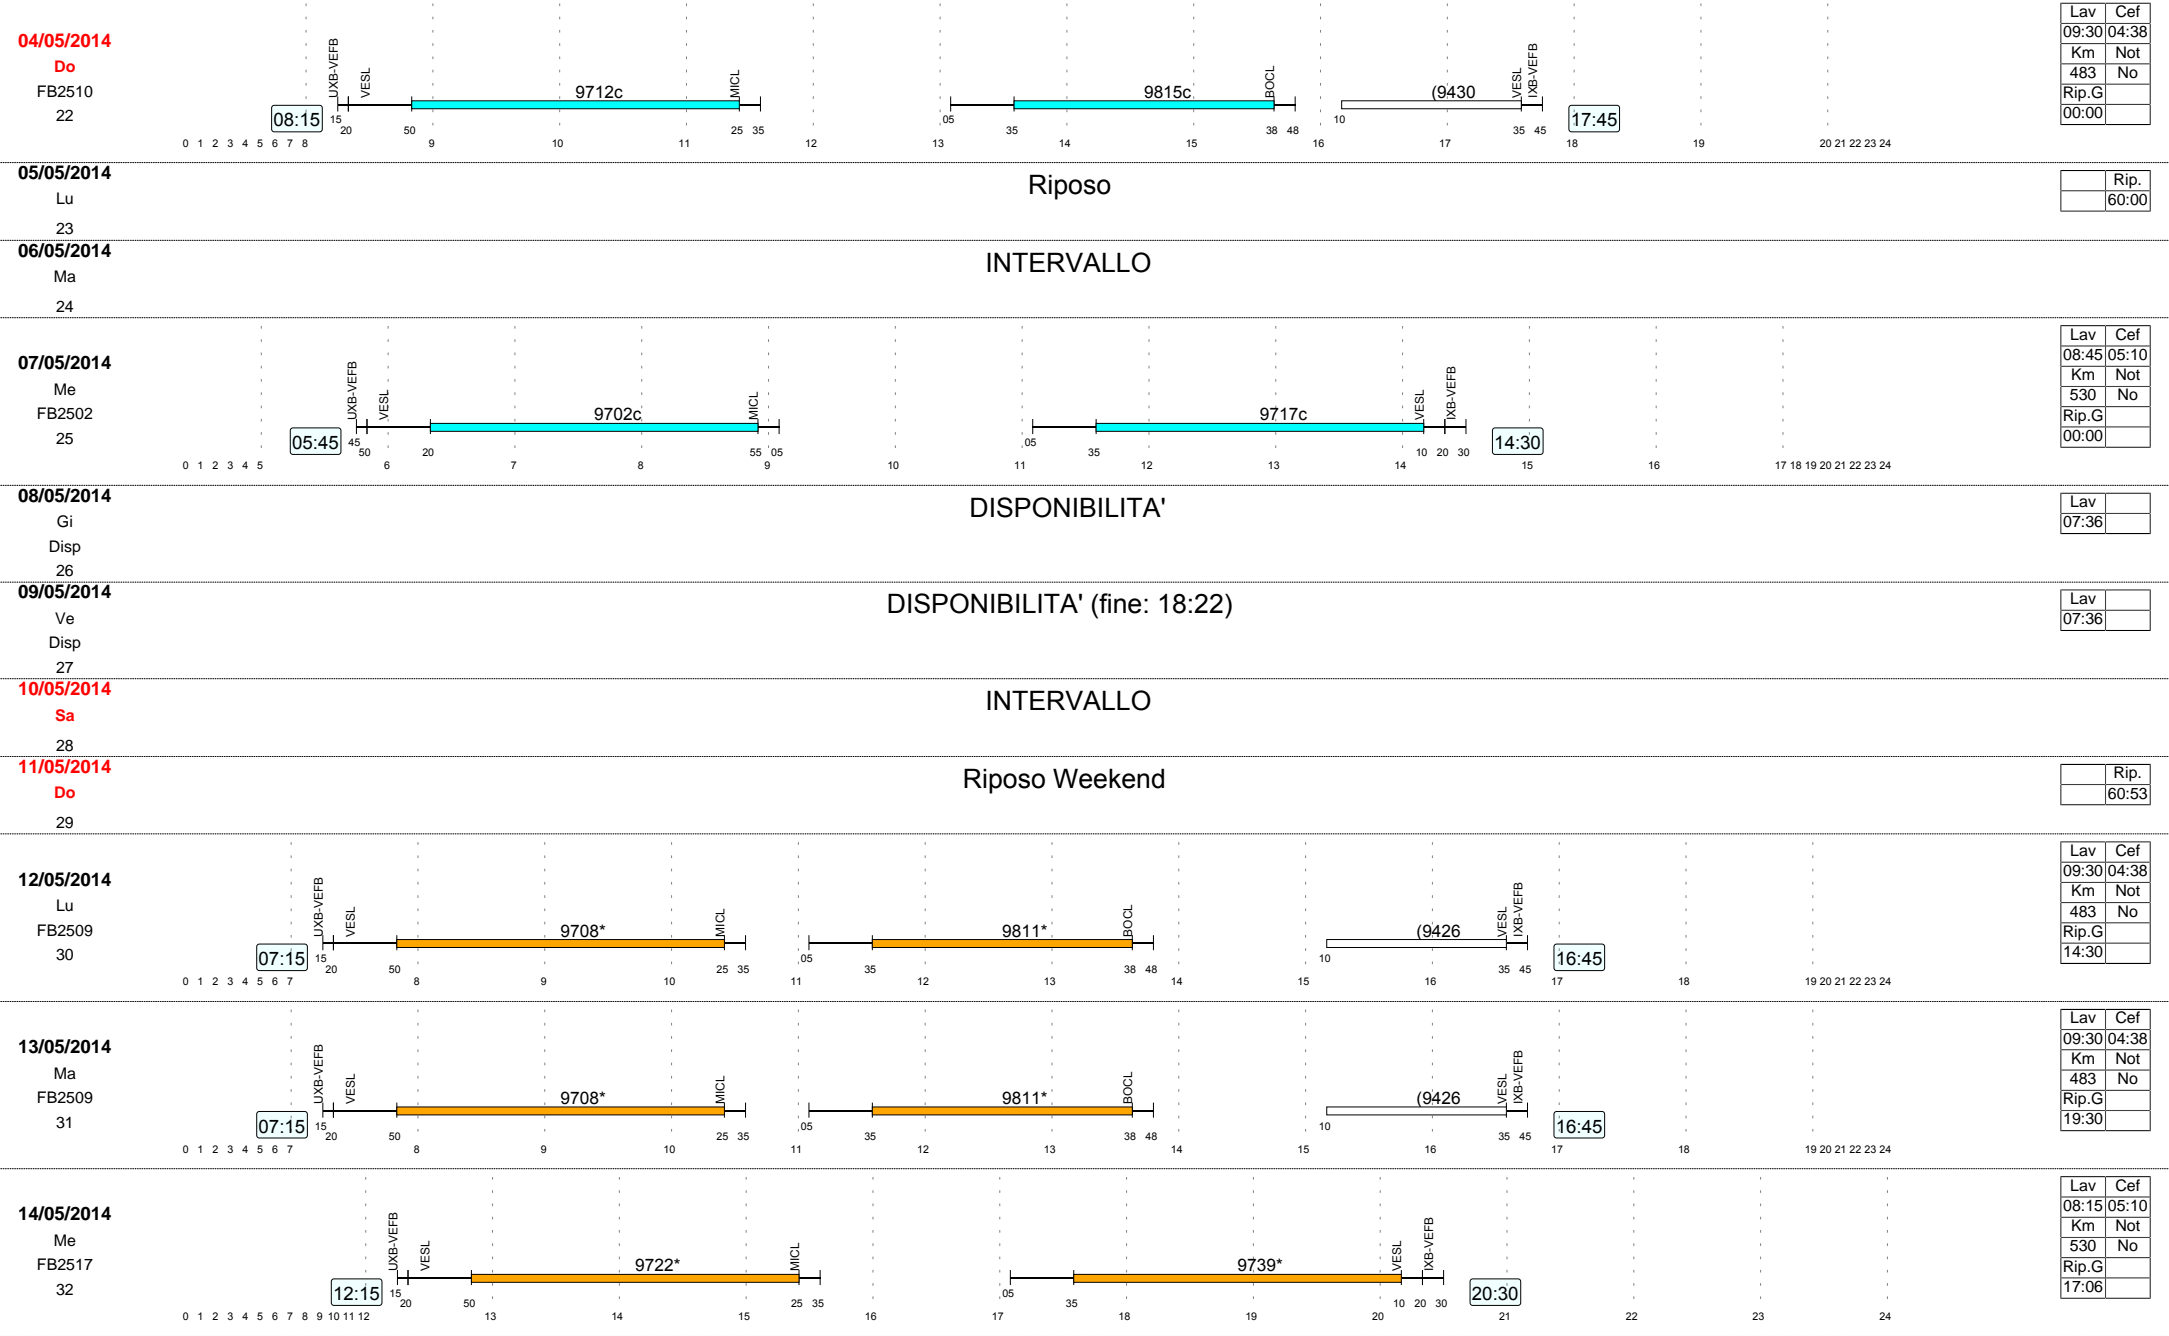 04/05/2014
Do
FB2510
22
08:15
UXB-VEFB
VESL
9712c
MICL
9815c
BOCL
(9430
VESL
IXB-VEFB
17:45
15 20 50 25 35 05 35 38 48 10 35 45
0 1 2 3 4 5 6 7 8 9 10 11 12 13 14 15 16 17 18 19 20 21 22 23 24
Lav Cef
09:30 04:38
Km Not
483 No
Rip.G
00:00
05/05/2014
Lu
23
Riposo
Rip.
60:00
06/05/2014
Ma
24
INTERVALLO
07/05/2014
Me
FB2502
25
05:45
UXB-VEFB
VESL
9702c
MICL
9717c
VESL
IXB-VEFB
14:30
45 50 20 55 05 05 35 10 20 30
0 1 2 3 4 5 6 7 8 9 10 11 12 13 14 15 16 17 18 19 20 21 22 23 24
Lav Cef
08:45 05:10
Km Not
530 No
Rip.G
00:00
08/05/2014
Gi
Disp
26
DISPONIBILITA'
Lav
07:36
09/05/2014
Ve
Disp
27
DISPONIBILITA' (fine: 18:22)
Lav
07:36
10/05/2014
Sa
28
INTERVALLO
11/05/2014
Do
29
Riposo Weekend
Rip.
60:53
12/05/2014
Lu
FB2509
30
07:15
UXB-VEFB
VESL
9708*
MICL
9811*
BOCL
(9426
VESL
IXB-VEFB
16:45
15 20 50 25 35 05 35 38 48 10 35 45
0 1 2 3 4 5 6 7 8 9 10 11 12 13 14 15 16 17 18 19 20 21 22 23 24
Lav Cef
09:30 04:38
Km Not
483 No
Rip.G
14:30
13/05/2014
Ma
FB2509
31
07:15
UXB-VEFB
VESL
9708*
MICL
9811*
BOCL
(9426
VESL
IXB-VEFB
16:45
15 20 50 25 35 05 35 38 48 10 35 45
0 1 2 3 4 5 6 7 8 9 10 11 12 13 14 15 16 17 18 19 20 21 22 23 24
Lav Cef
09:30 04:38
Km Not
483 No
Rip.G
19:30
14/05/2014
Me
FB2517
32
12:15
UXB-VEFB
VESL
9722*
MICL
9739*
VESL
IXB-VEFB
20:30
15 20 50 25 35 05 35 10 20 30
0 1 2 3 4 5 6 7 8 9 10 11 12 13 14 15 16 17 18 19 20 21 22 23 24
Lav Cef
08:15 05:10
Km Not
530 No
Rip.G
17:06